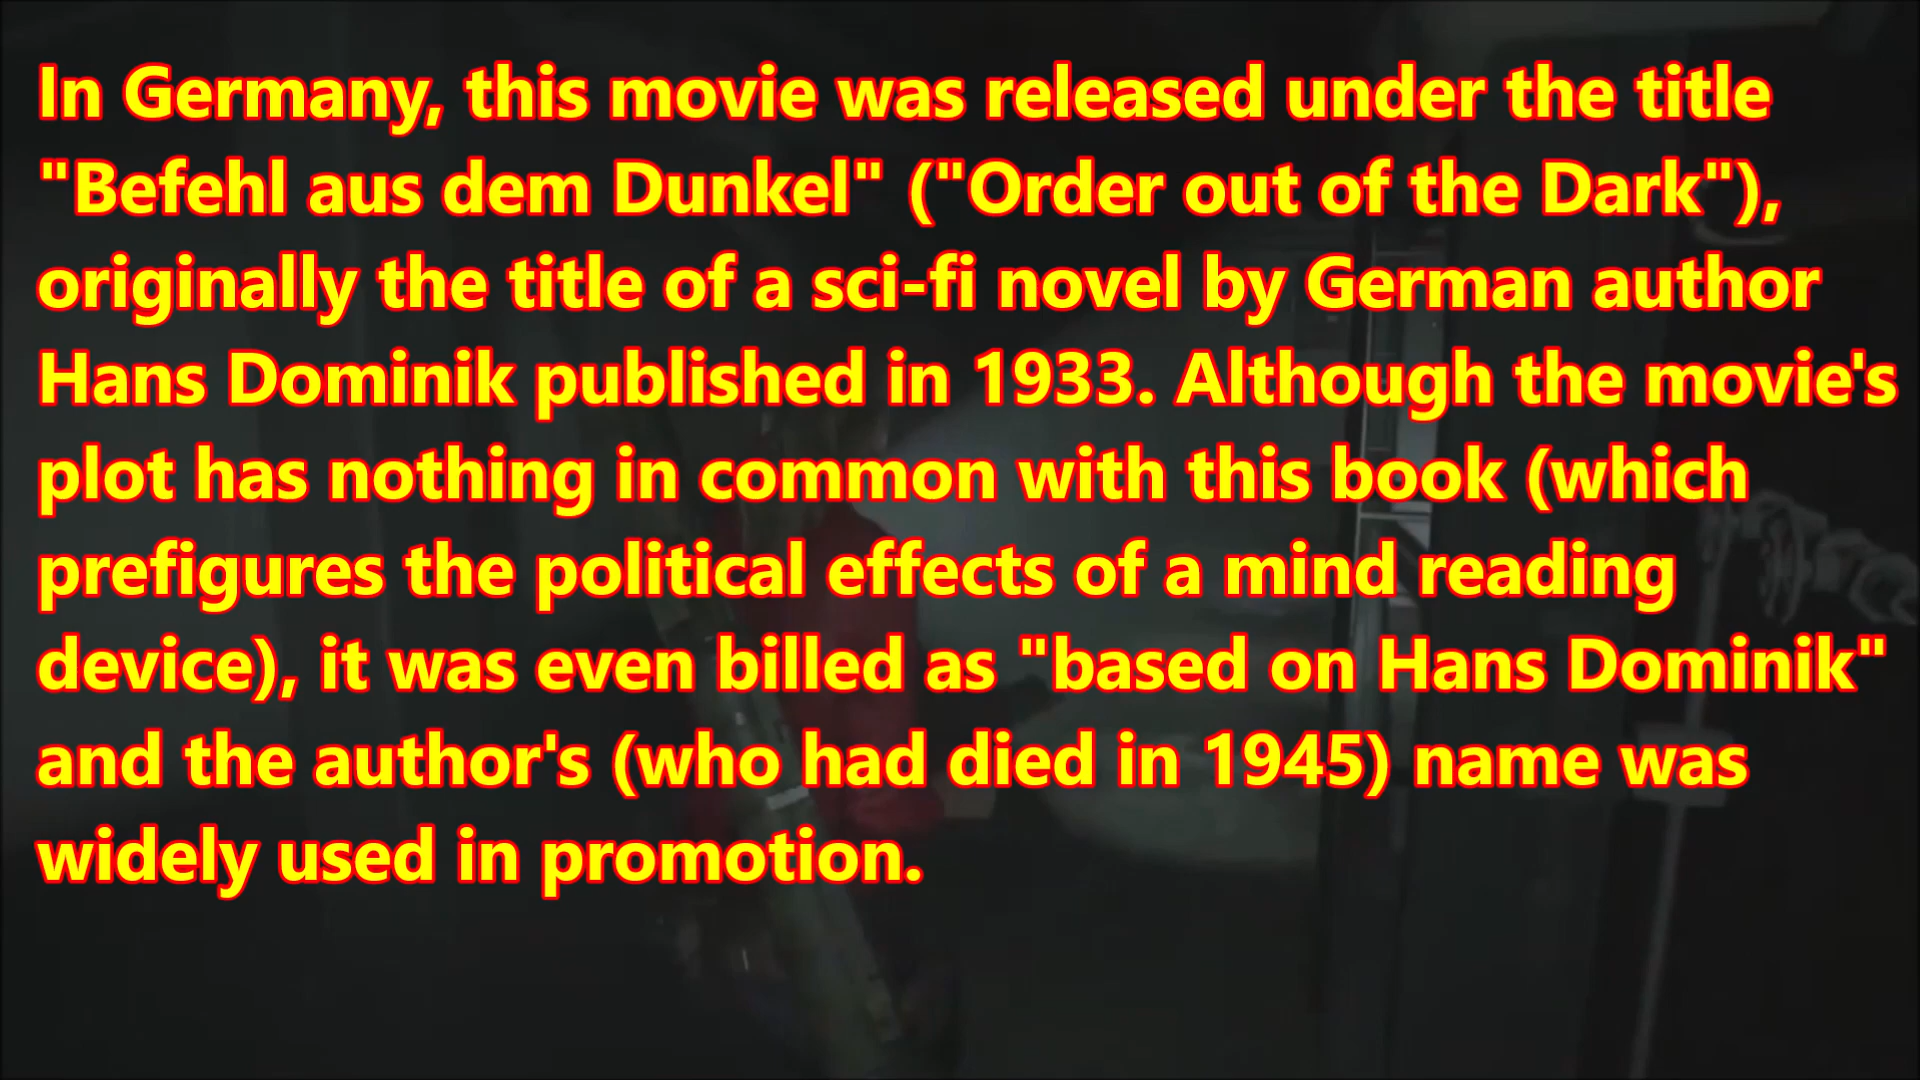 In Germany, this movie was released under the title
"Befehl aus dem Dunkel" ("Order out of the Dark"),
originally the title of a sci-fi novel by German author
Hans Dominik published in 1933. Although the movie's
plot has nothing in common with this book (which
prefigures the political effects of a mind reading
device), it was even billed as "based on Hans Dominik"
and the author's (who had died in 1945) name was
widely used in promotion.